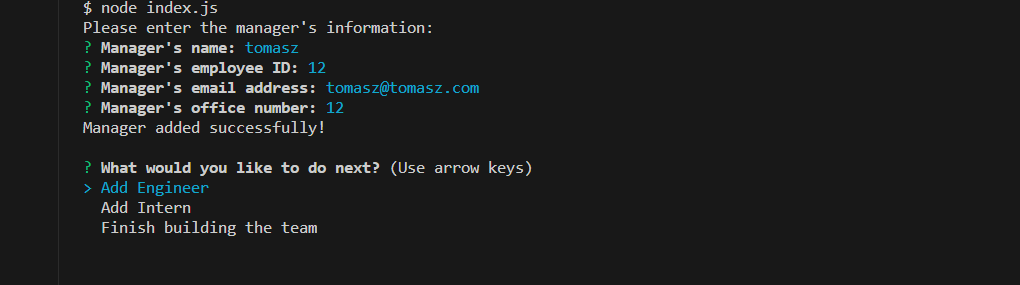 $ node index.js
Please enter the manager's information:
? Manager's name: tomasz
? Manager's employee ID: 12
? Manager's email address: tomasz@tomasz.com
? Manager's office number: 12
Manager added successfully!
? What would you like to do next? (Use arrow keys)
> Add Engineer
Add Intern
Finish building the team